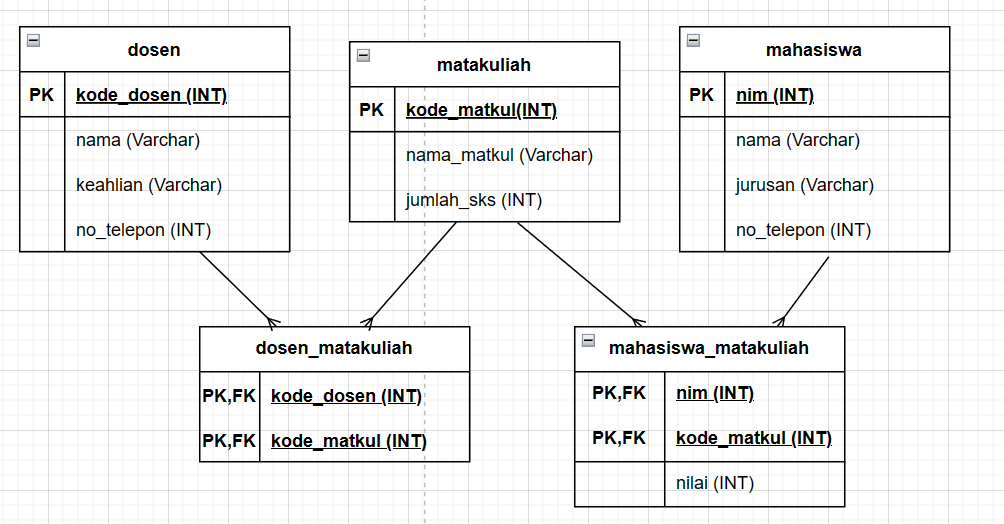 dosen
PK kode_dosen (INT)
nama (Varchar)
keahlian (Varchar)
no_telepon (INT)
matakuliah
PK kode_matkul(INT)
nama_matkul (Varchar)
jumlah_sks (INT)
mahasiswa
PK nim (INT)
nama (Varchar)
jurusan (Varchar)
no_telepon (INT)
dosen_matakuliah
PK,FK kode_dosen (INT)
PK,FK kode_matkul (INT)
mahasiswa_matakuliah
PK,FK nim (INT)
PK,FK kode_matkul (INT)
nilai (INT)